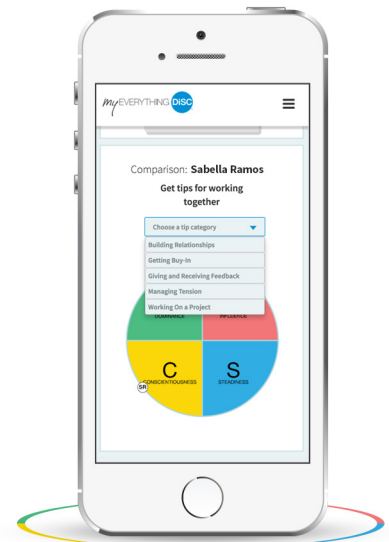 my EVERYTHING DiSC
Comparison: Sabella Ramos
Get tips for working
together
Choose a tip category
Building Relationships
Getting Buy-In
Giving and Receiving Feedback
Managing Tension
Working On a Project
DOMINANCE
INFLUENCE
C
CONSCIENTIOUSNESS
S
STEADINESS
SR